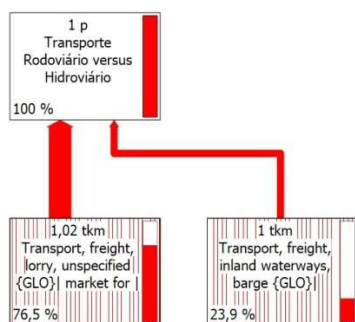 1 p
Transporte
Rodoviário versus
Hidroviário
100 %
1,02 tkm
Transport, freight,
lorry, unspecified
{GLO}| market for |
76,5 %
1 tkm
Transport, freight,
inland waterways,
barge {GLO}|
23,9 %